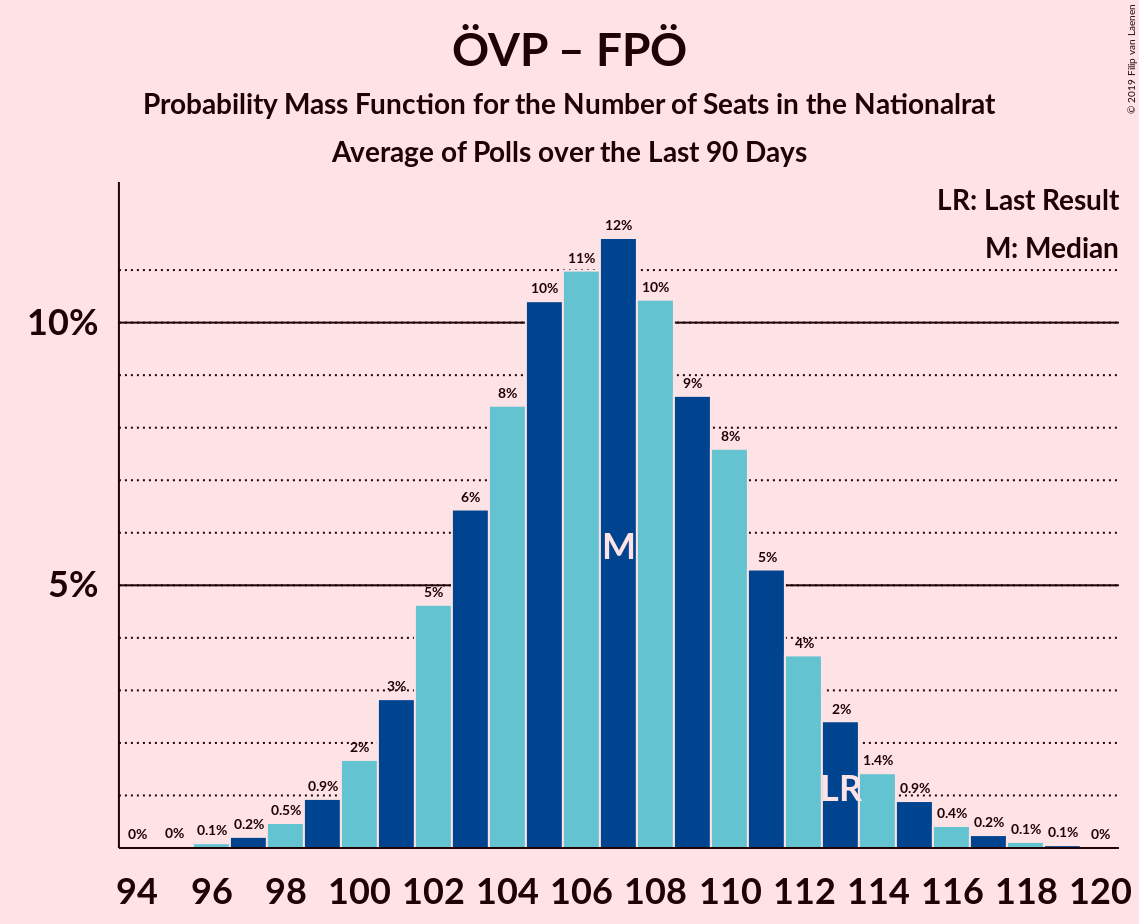 ÖVP – FPÖ
Probability Mass Function for the Number of Seats in the Nationalrat
Average of Polls over the Last 90 Days
© 2019 Filip van Laenen
LR: Last Result
M: Median
10%
5%
0% 0% 0.1% 0.2% 0.5% 0.9% 2% 3% 5% 6% 8% 10% 11% 12% 10% 9% 8% 5% 4% 2% 1.4% 0.9% 0.4% 0.2% 0.1% 0.1% 0%
M
LR
94 96 98 100 102 104 106 108 110 112 114 116 118 120